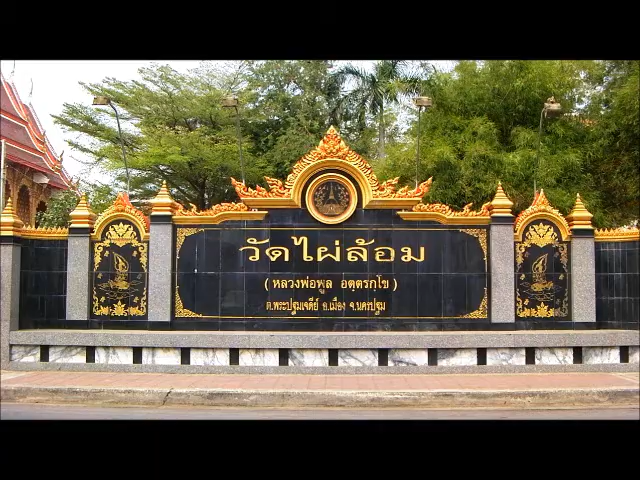 วัดไผ่ล้อม
(หลวงพ่อพูล อตฺตรกฺโข)
ต.พระปฐมเจดีย์ อ.เมือง จ.นครปฐม